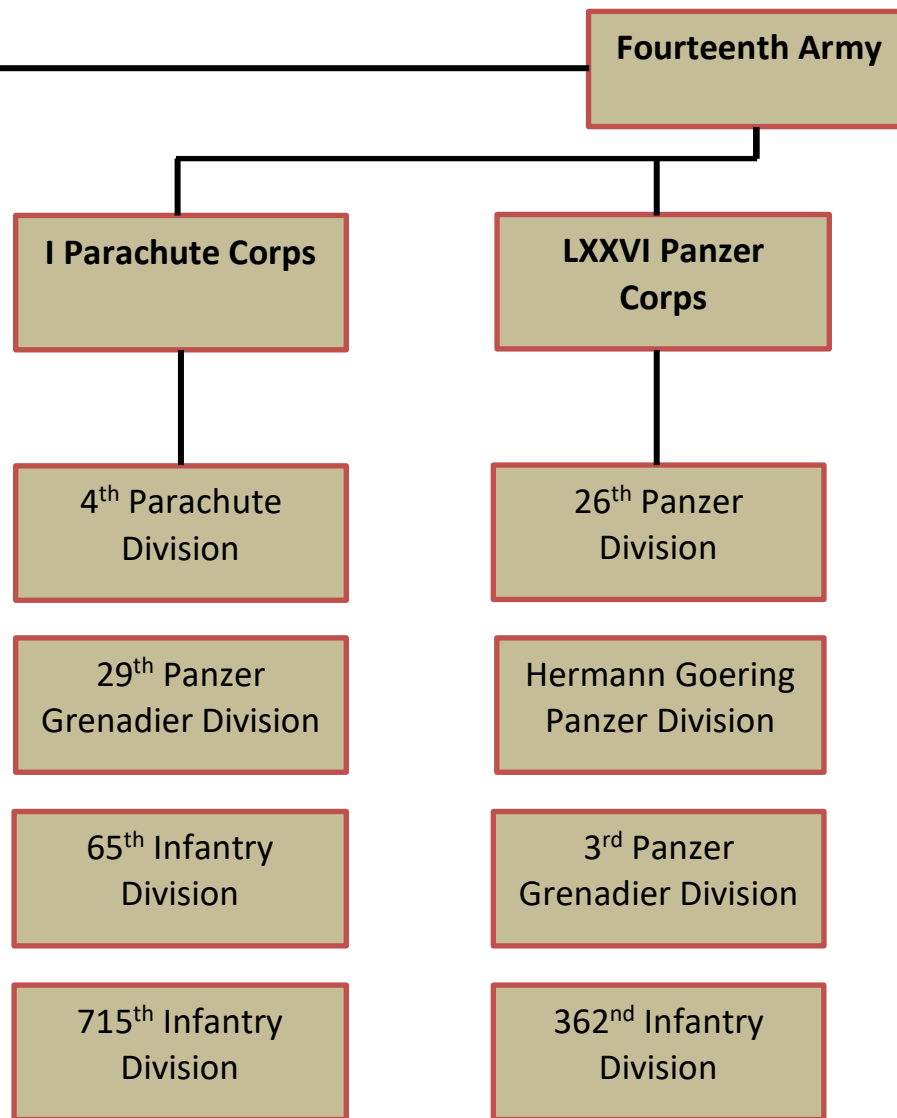 Fourteenth Army
I Parachute Corps
LXXVI Panzer
Corps
4th Parachute
Division
26th Panzer
Division
29th Panzer
Grenadier Division
Hermann Goering
Panzer Division
65th Infantry
Division
3rd Panzer
Grenadier Division
715th Infantry
Division
362nd Infantry
Division